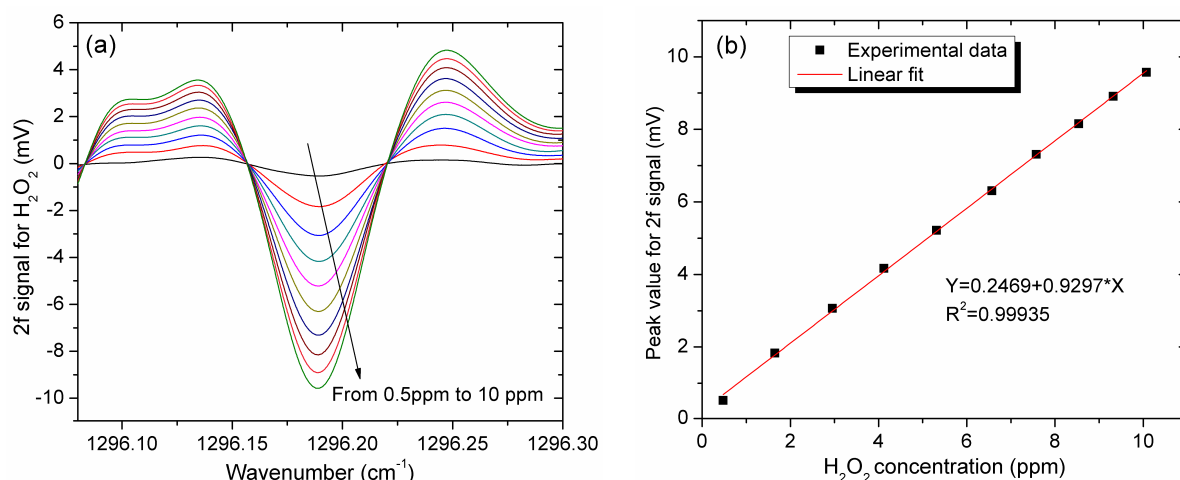 (a)
6
4
2
0
-2
-4
-6
-8
-10
2f signal for H₂O₂ (mV)
From 0.5ppm to 10 ppm
1296.10 1296.15 1296.20 1296.25 1296.30
Wavenumber (cm⁻¹)
(b)
Experimental data
Linear fit
10
8
6
4
2
0
Peak value for 2f signal (mV)
Y=0.2469+0.9297*X
R²=0.99935
0 2 4 6 8 10
H₂O₂ concentration (ppm)